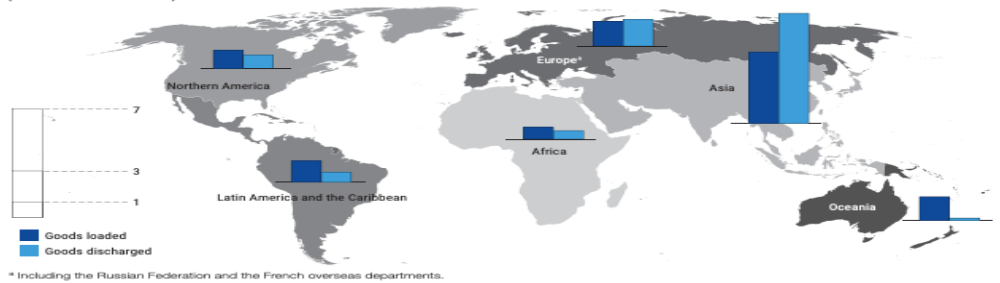 Europe*
Northern America
Asia
7
Africa
3
Latin America and the Caribbean
1
Oceania
Goods loaded
Goods discharged
* Including the Russian Federation and the French overseas departments.